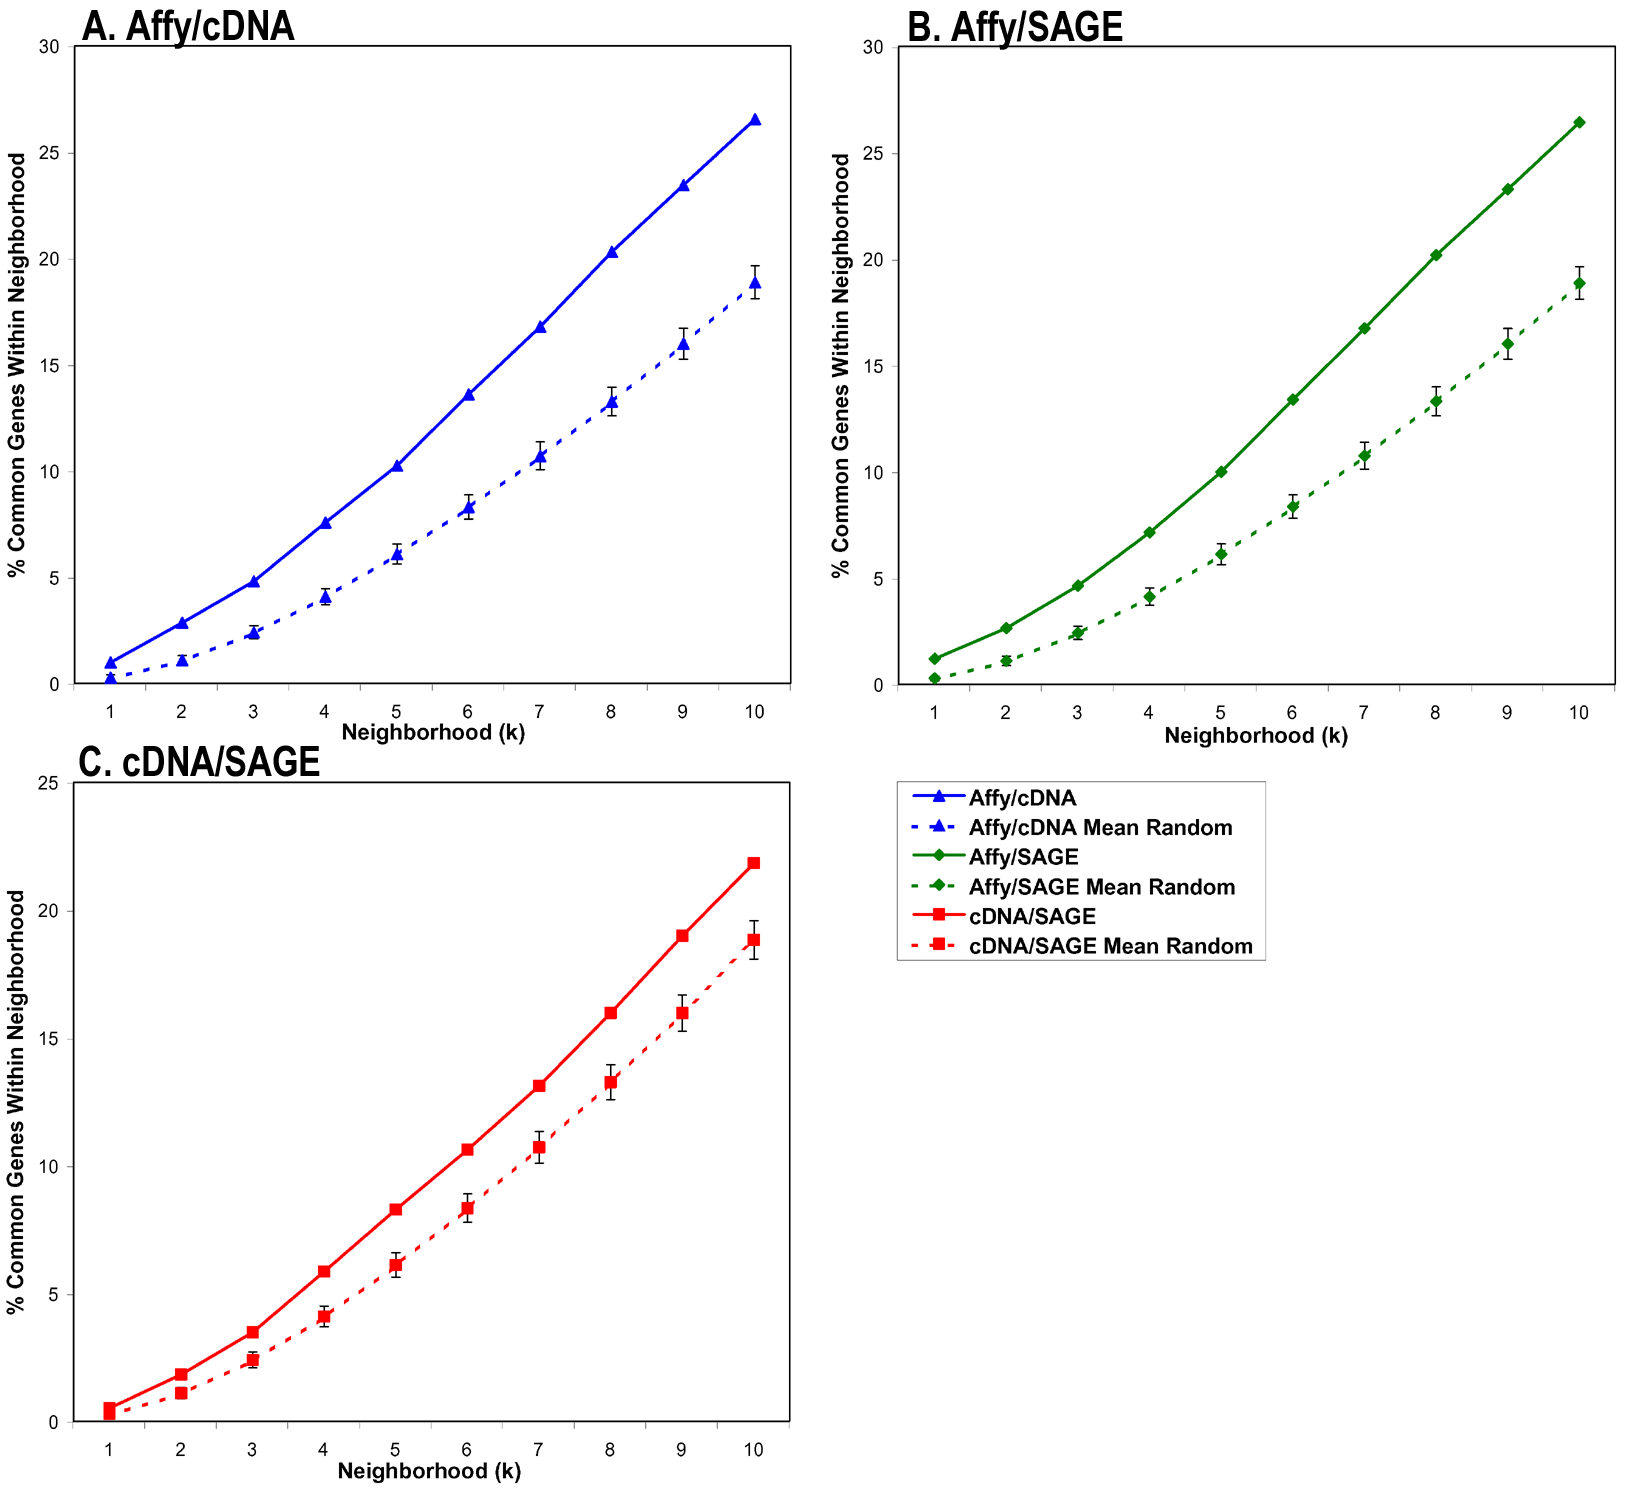 A. Affy/cDNA
30
25
20
15
10
5
0
% Common Genes Within Neighborhood
1 2 3 4 5 6 7 8 9 10
Neighborhood (k)
B. Affy/SAGE
30
25
20
15
10
5
0
% Common Genes Within Neighborhood
1 2 3 4 5 6 7 8 9 10
Neighborhood (k)
C. cDNA/SAGE
25
20
15
10
5
0
% Common Genes Within Neighborhood
1 2 3 4 5 6 7 8 9 10
Neighborhood (k)
Affy/cDNA
Affy/cDNA Mean Random
Affy/SAGE
Affy/SAGE Mean Random
cDNA/SAGE
cDNA/SAGE Mean Random